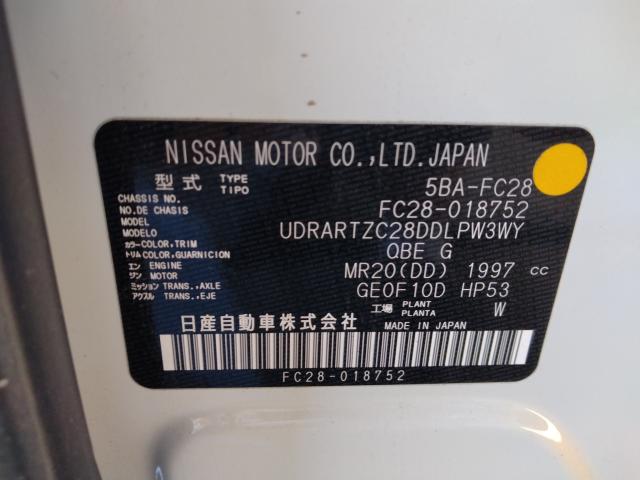 NISSAN MOTOR CO.,LTD.JAPAN
型式 TYPE TIPO 5BA-FC28
CHASSIS NO. NO.DE CHASIS FC28-018752
MODEL MODELO UDRARTZC28DDLPW3WY
カラー COLOR,TRIM トリム COLOR,GUARNICION QBE G
エンジン ENGINE MOTOR MR20(DD) 1997 cc
ミッション TRANS.,AXLE アクスル TRANS.,EJE GE0F10D HP53
工場 PLANT PLANTA W
日産自動車株式会社 MADE IN JAPAN
FC28-018752